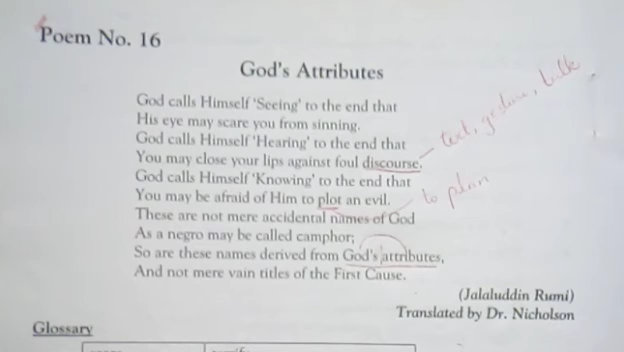 Poem No. 16
God's Attributes
God calls Himself 'Seeing' to the end that
His eye may scare you from sinning.
God calls Himself 'Hearing' to the end that
You may close your lips against foul discourse.
text, gesture, talk
God calls Himself 'Knowing' to the end that
You may be afraid of Him to plot an evil.
to plan
These are not mere accidental names of God
As a negro may be called camphor;
So are these names derived from God's attributes,
And not mere vain titles of the First Cause.
(Jalaluddin Rumi)
Translated by Dr. Nicholson
Glossary